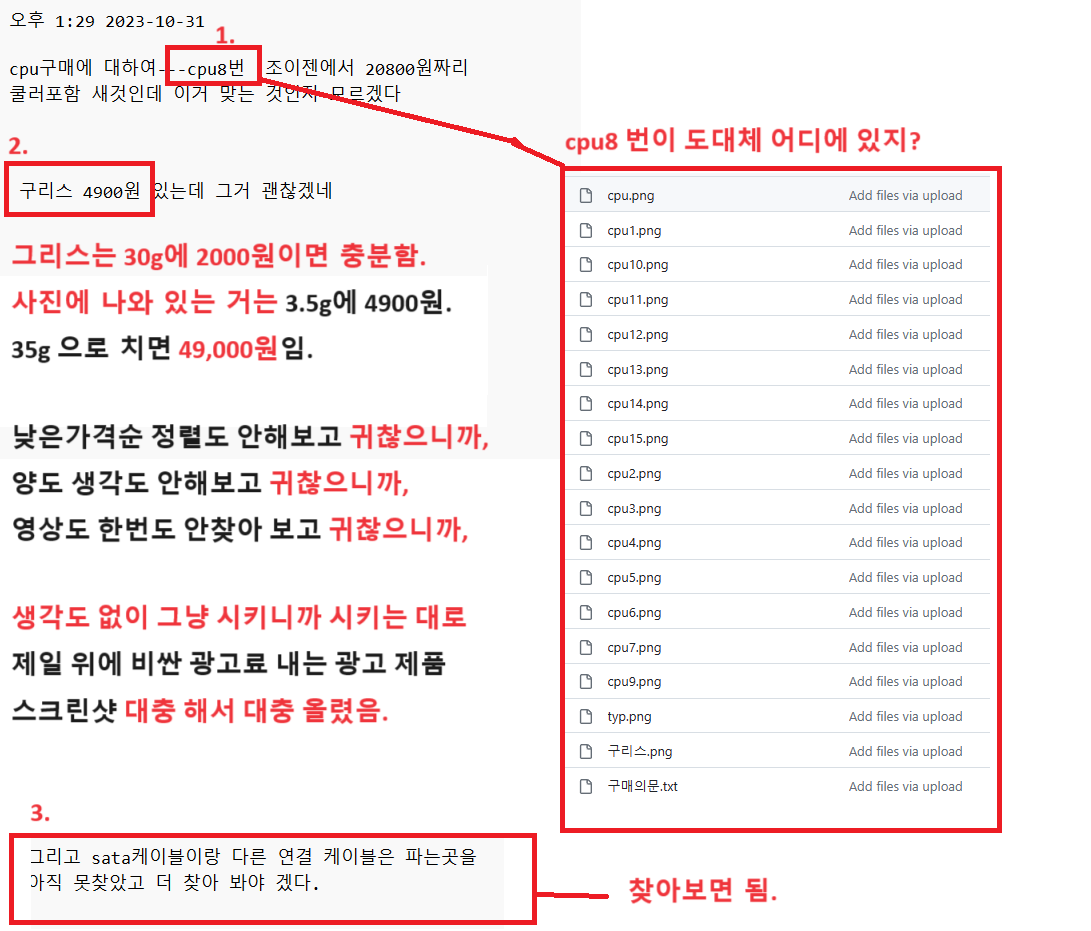 오후 1:29 2023-10-31
1.
cpu구매에 대하여---cpu8번 조이젠에서 20800원짜리
쿨러포함 새것인데 이거 맞는 것인지 모르겠다
2.
구리스 4900원 있는데 그거 괜찮겠네
그리스는 30g에 2000원이면 충분함.
사진에 나와 있는 거는 3.5g에 4900원.
35g 으로 치면 49,000원임.
낮은가격순 정렬도 안해보고 귀찮으니까,
양도 생각도 안해보고 귀찮으니까,
영상도 한번도 안찾아 보고 귀찮으니까,
생각도 없이 그냥 시키니까 시키는 대로
제일 위에 비싼 광고료 내는 광고 제품
스크린샷 대충 해서 대충 올렸음.
3.
그리고 sata케이블이랑 다른 연결 케이블은 파는곳을
아직 못찾았고 더 찾아 봐야 겠다.
찾아보면 됨.
cpu8 번이 도대체 어디에 있지?
cpu.png Add files via upload
cpu1.png Add files via upload
cpu10.png Add files via upload
cpu11.png Add files via upload
cpu12.png Add files via upload
cpu13.png Add files via upload
cpu14.png Add files via upload
cpu15.png Add files via upload
cpu2.png Add files via upload
cpu3.png Add files via upload
cpu4.png Add files via upload
cpu5.png Add files via upload
cpu6.png Add files via upload
cpu7.png Add files via upload
cpu9.png Add files via upload
typ.png Add files via upload
구리스.png Add files via upload
구매의문.txt Add files via upload